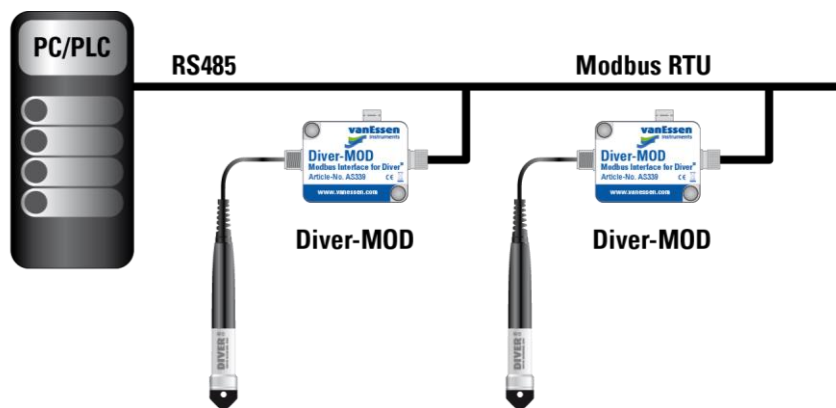 PC/PLC
RS485
Modbus RTU
vanEssen
instruments
Diver-MOD
Modbus Interface for Diver®
Article-No. AS339 CE
www.vanessen.com
Diver-MOD
DIVER
vanEssen
instruments
Diver-MOD
Modbus Interface for Diver®
Article-No. AS339 CE
www.vanessen.com
Diver-MOD
DIVER